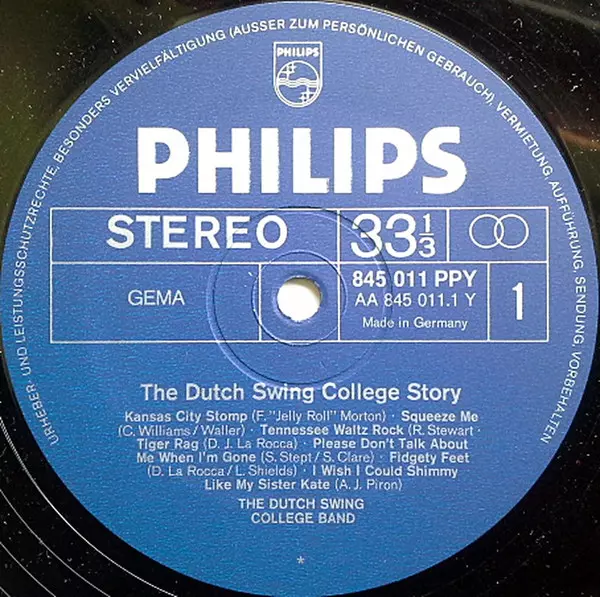 URHEBER- UND LEISTUNGSSCHUTZRECHTE, BESONDERS VERVIELFÄLTIGUNG (AUSSER ZUM PERSÖNLICHEN GEBRAUCH), VERMIETUNG, AUFFÜHRUNG, SENDUNG, VORBEHALTEN
PHILIPS
PHILIPS
STEREO
33 1/3
GEMA
845 011 PPY
AA 845 011.1 Y
Made in Germany
1
The Dutch Swing College Story
Kansas City Stomp (F. "Jelly Roll" Morton) · Squeeze Me
(C. Williams / Waller) · Tennessee Waltz Rock (R. Stewart ·
Tiger Rag (D. J. La Rocca) · Please Don't Talk About
Me When I'm Gone (S. Stept / S. Clare) · Fidgety Feet
(D. La Rocca / L. Shields) · I Wish I Could Shimmy
Like My Sister Kate (A. J. Piron)
THE DUTCH SWING
COLLEGE BAND
*